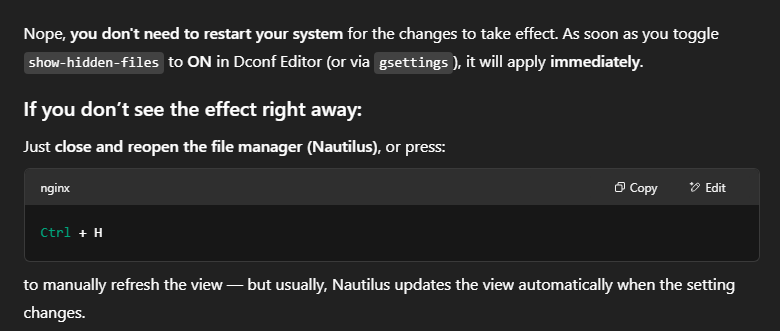 Nope, you don't need to restart your system for the changes to take effect. As soon as you toggle
show-hidden-files to ON in Dconf Editor (or via gsettings), it will apply immediately.
If you don’t see the effect right away:
Just close and reopen the file manager (Nautilus), or press:
nginx Copy Edit
Ctrl + H
to manually refresh the view — but usually, Nautilus updates the view automatically when the setting
changes.